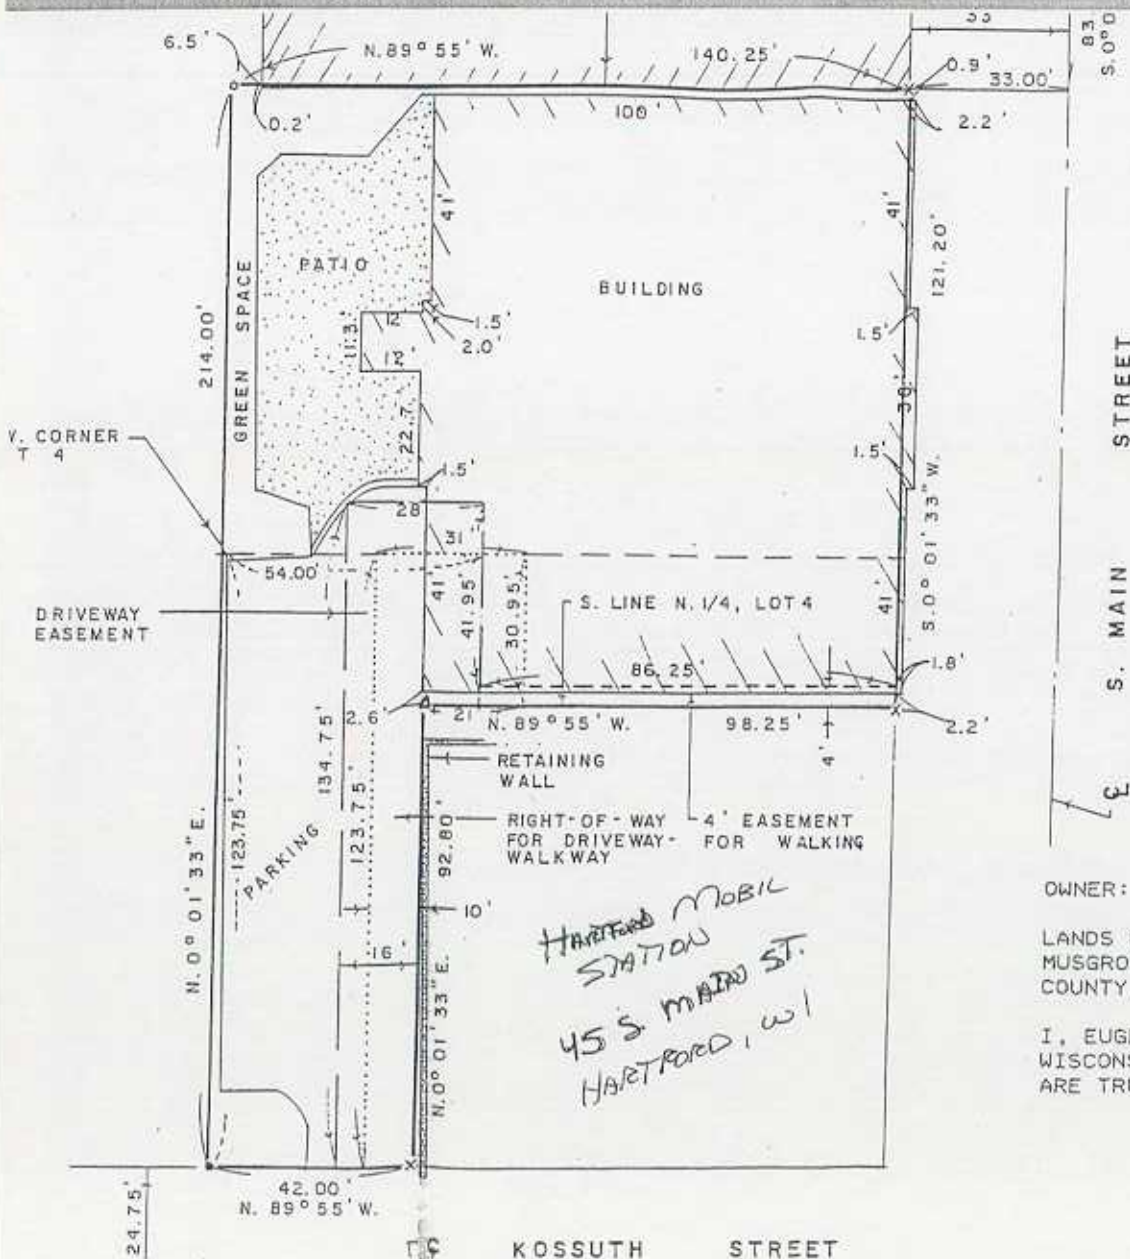 33
83.
S.0°0
6.5'
N. 89° 55' W.
140.25'
0.9'
33.00'
0.2'
100'
2.2'
41'
41'
121.20'
PATIO
BUILDING
GREEN SPACE
214.00'
12'
1.5'
2.0'
11.3'
12'
1.5'
30.'
22.7'
S. MAIN STREET
V. CORNER
T 4
1.5'
1.5'
28'
31'
S.0° 01' 33" W.
54.00'
DRIVEWAY
EASEMENT
41'
41.95'
30.95'
S. LINE N. 1/4, LOT 4
41'
86.25'
1.8'
2.6'
21'
N. 89° 55' W.
98.25'
2.2'
4'
134.75'
RETAINING
WALL
123.75'
PARKING
123.75'
92.80'
RIGHT-OF-WAY
FOR DRIVEWAY-
WALKWAY
4' EASEMENT
FOR WALKING
N.0° 01' 33" E.
10'
16'
N.0° 01' 33" E.
HARTFORD MOBIL
STATION
45 S. MAIN ST.
HARTFORD, WI
OWNER:
LANDS
MUSGRO
COUNTY
I, EUGE
WISCONS
ARE TRU
42.00'
N. 89° 55' W.
24.75'
KOSSUTH STREET